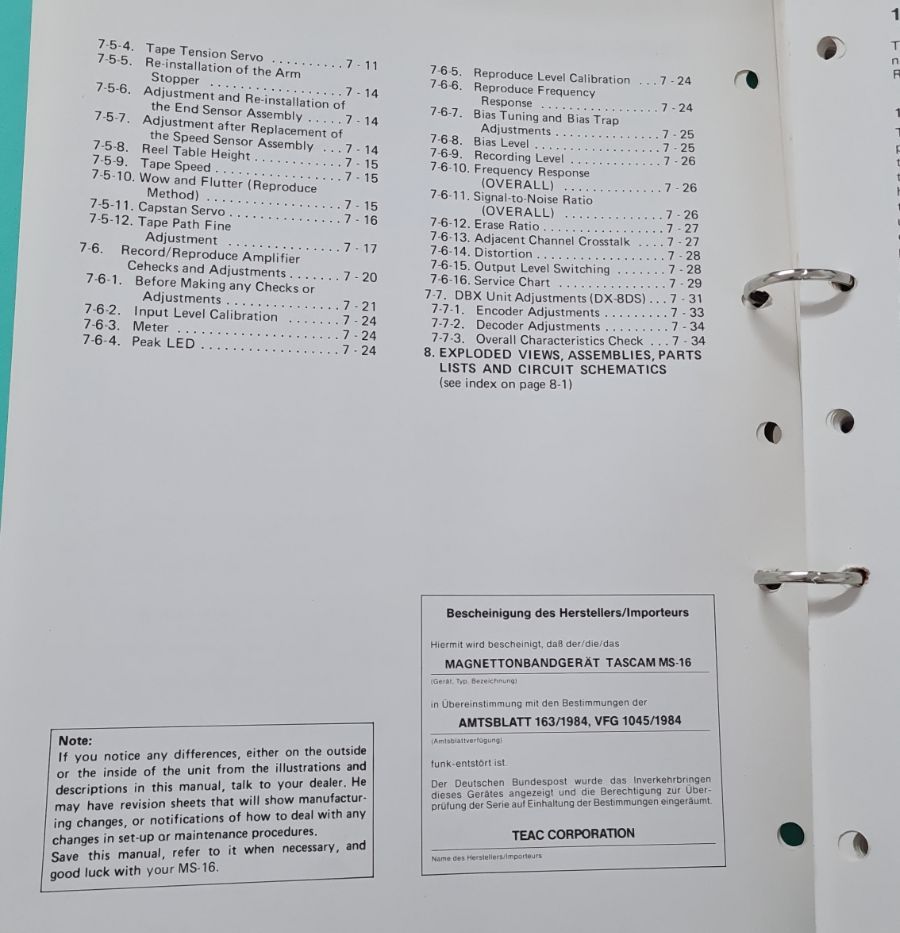 7-5-4. Tape Tension Servo .......... 7 - 11
7-5-5. Re-installation of the Arm
Stopper .................. 7 - 14
7-5-6. Adjustment and Re-installation of
the End Sensor Assembly ..... 7 - 14
7-5-7. Adjustment after Replacement of
the Speed Sensor Assembly ... 7 - 14
7-5-8. Reel Table Height ............ 7 - 15
7-5-9. Tape Speed .................. 7 - 15
7-5-10. Wow and Flutter (Reproduce
Method) ................... 7 - 15
7-5-11. Capstan Servo ............... 7 - 16
7-5-12. Tape Path Fine
Adjustment ................ 7 - 17
7-6. Record/Reproduce Amplifier
Cehecks and Adjustments ....... 7 - 20
7-6-1. Before Making any Checks or
Adjustments ................ 7 - 21
7-6-2. Input Level Calibration ....... 7 - 24
7-6-3. Meter ...................... 7 - 24
7-6-4. Peak LED .................. 7 - 24
7-6-5. Reproduce Level Calibration ... 7 - 24
7-6-6. Reproduce Frequency
Response ................. 7 - 24
7-6-7. Bias Tuning and Bias Trap
Adjustments ............... 7 - 25
7-6-8. Bias Level .................. 7 - 25
7-6-9. Recording Level ............. 7 - 26
7-6-10. Frequency Response
(OVERALL) .............. 7 - 26
7-6-11. Signal-to-Noise Ratio
(OVERALL) .............. 7 - 26
7-6-12. Erase Ratio ................. 7 - 27
7-6-13. Adjacent Channel Crosstalk .... 7 - 27
7-6-14. Distortion ................... 7 - 28
7-6-15. Output Level Switching ....... 7 - 28
7-6-16. Service Chart ............... 7 - 29
7-7. DBX Unit Adjustments (DX-8DS) ... 7 - 31
7-7-1. Encoder Adjustments ......... 7 - 33
7-7-2. Decoder Adjustments ......... 7 - 34
7-7-3. Overall Characteristics Check ... 7 - 34
8. EXPLODED VIEWS, ASSEMBLIES, PARTS
LISTS AND CIRCUIT SCHEMATICS
(see index on page 8-1)
Note:
If you notice any differences, either on the outside
or the inside of the unit from the illustrations and
descriptions in this manual, talk to your dealer. He
may have revision sheets that will show manufactur-
ing changes, or notifications of how to deal with any
changes in set-up or maintenance procedures.
Save this manual, refer to it when necessary, and
good luck with your MS-16.
Bescheinigung des Herstellers/Importeurs
Hiermit wird bescheinigt, daß der/die/das
MAGNETTONBANDGERÄT TASCAM MS-16
(Gerät, Typ, Bezeichnung)
in Übereinstimmung mit den Bestimmungen der
AMTSBLATT 163/1984, VFG 1045/1984
(Amtsblattverfügung)
funk-entstört ist.
Der Deutschen Bundespost wurde das Inverkehrbringen
dieses Gerätes angezeigt und die Berechtigung zur Über-
prüfung der Serie auf Einhaltung der Bestimmungen eingeräumt.
TEAC CORPORATION
Name des Herstellers/Importeurs